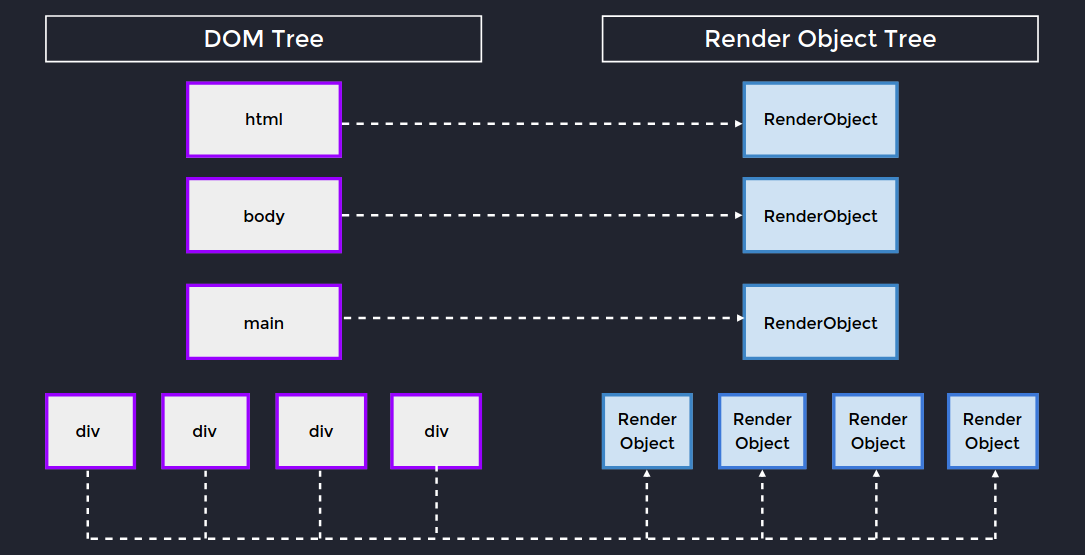 DOM Tree
Render Object Tree
html
RenderObject
body
RenderObject
main
RenderObject
div
div
div
div
Render
Object
Render
Object
Render
Object
Render
Object